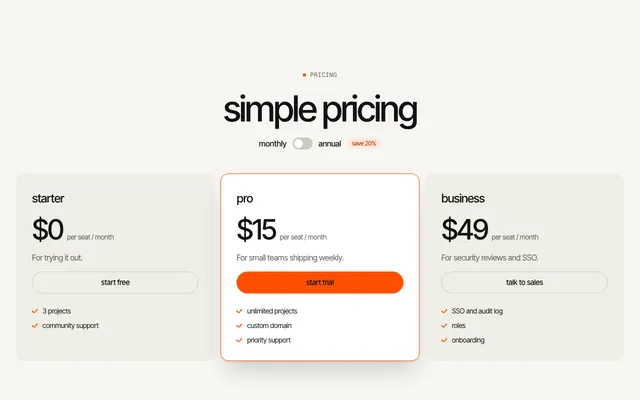 PRICING
simple pricing
monthly annual save 20%
starter
$0 per seat / month
For trying it out.
start free
3 projects
community support
pro
$15 per seat / month
For small teams shipping weekly.
start trial
unlimited projects
custom domain
priority support
business
$49 per seat / month
For security reviews and SSO.
talk to sales
SSO and audit log
roles
onboarding